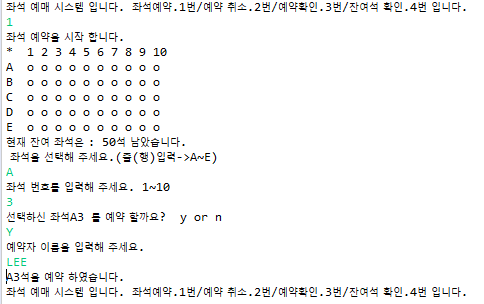 좌석 예매 시스템 입니다. 좌석예약.1번/예약 취소.2번/예약확인.3번/잔여석 확인.4번 입니다.
1
좌석 예약을 시작 합니다.
* 1 2 3 4 5 6 7 8 9 10
A o o o o o o o o o o
B o o o o o o o o o o
C o o o o o o o o o o
D o o o o o o o o o o
E o o o o o o o o o o
현재 잔여 좌석은 : 50석 남았습니다.
좌석을 선택해 주세요.(줄(행)입력->A~E)
A
좌석 번호를 입력해 주세요. 1~10
3
선택하신 좌석A3 를 예약 할까요? y or n
Y
예약자 이름을 입력해 주세요.
LEE
A3석을 예약 하였습니다.
좌석 예매 시스템 입니다. 좌석예약.1번/예약 취소.2번/예약확인.3번/잔여석 확인.4번 입니다.